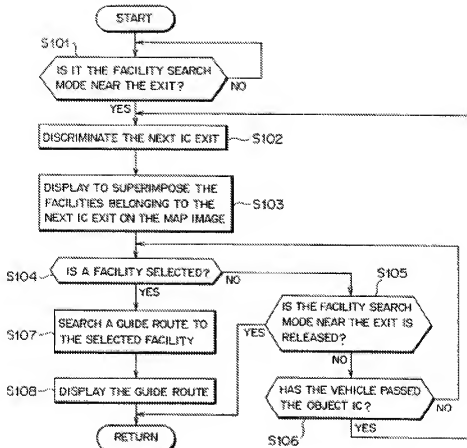 START
S101
IS IT THE FACILITY SEARCH
MODE NEAR THE EXIT?
NO
YES
DISCRIMINATE THE NEXT IC EXIT
S102
DISPLAY TO SUPERIMPOSE THE
FACILITIES BELONGING TO THE
NEXT IC EXIT ON THE MAP IMAGE
S103
S104
IS A FACILITY SELECTED?
NO
S105
YES
IS THE FACILITY SEARCH
MODE NEAR THE EXIT IS
RELEASED?
YES
S107
SEARCH A GUIDE ROUTE TO
THE SELECTED FACILITY
NO
S108
DISPLAY THE GUIDE ROUTE
HAS THE VEHICLE PASSED
THE OBJECT IC?
NO
RETURN
S106
YES